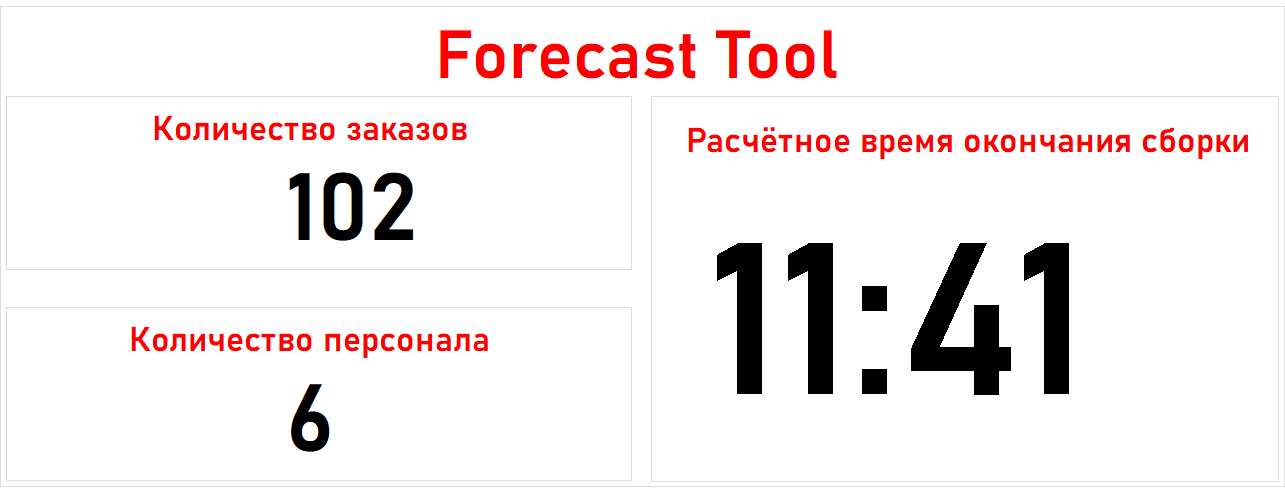 Forecast Tool
Количество заказов
102
Количество персонала
6
Расчётное время окончания сборки
11:41